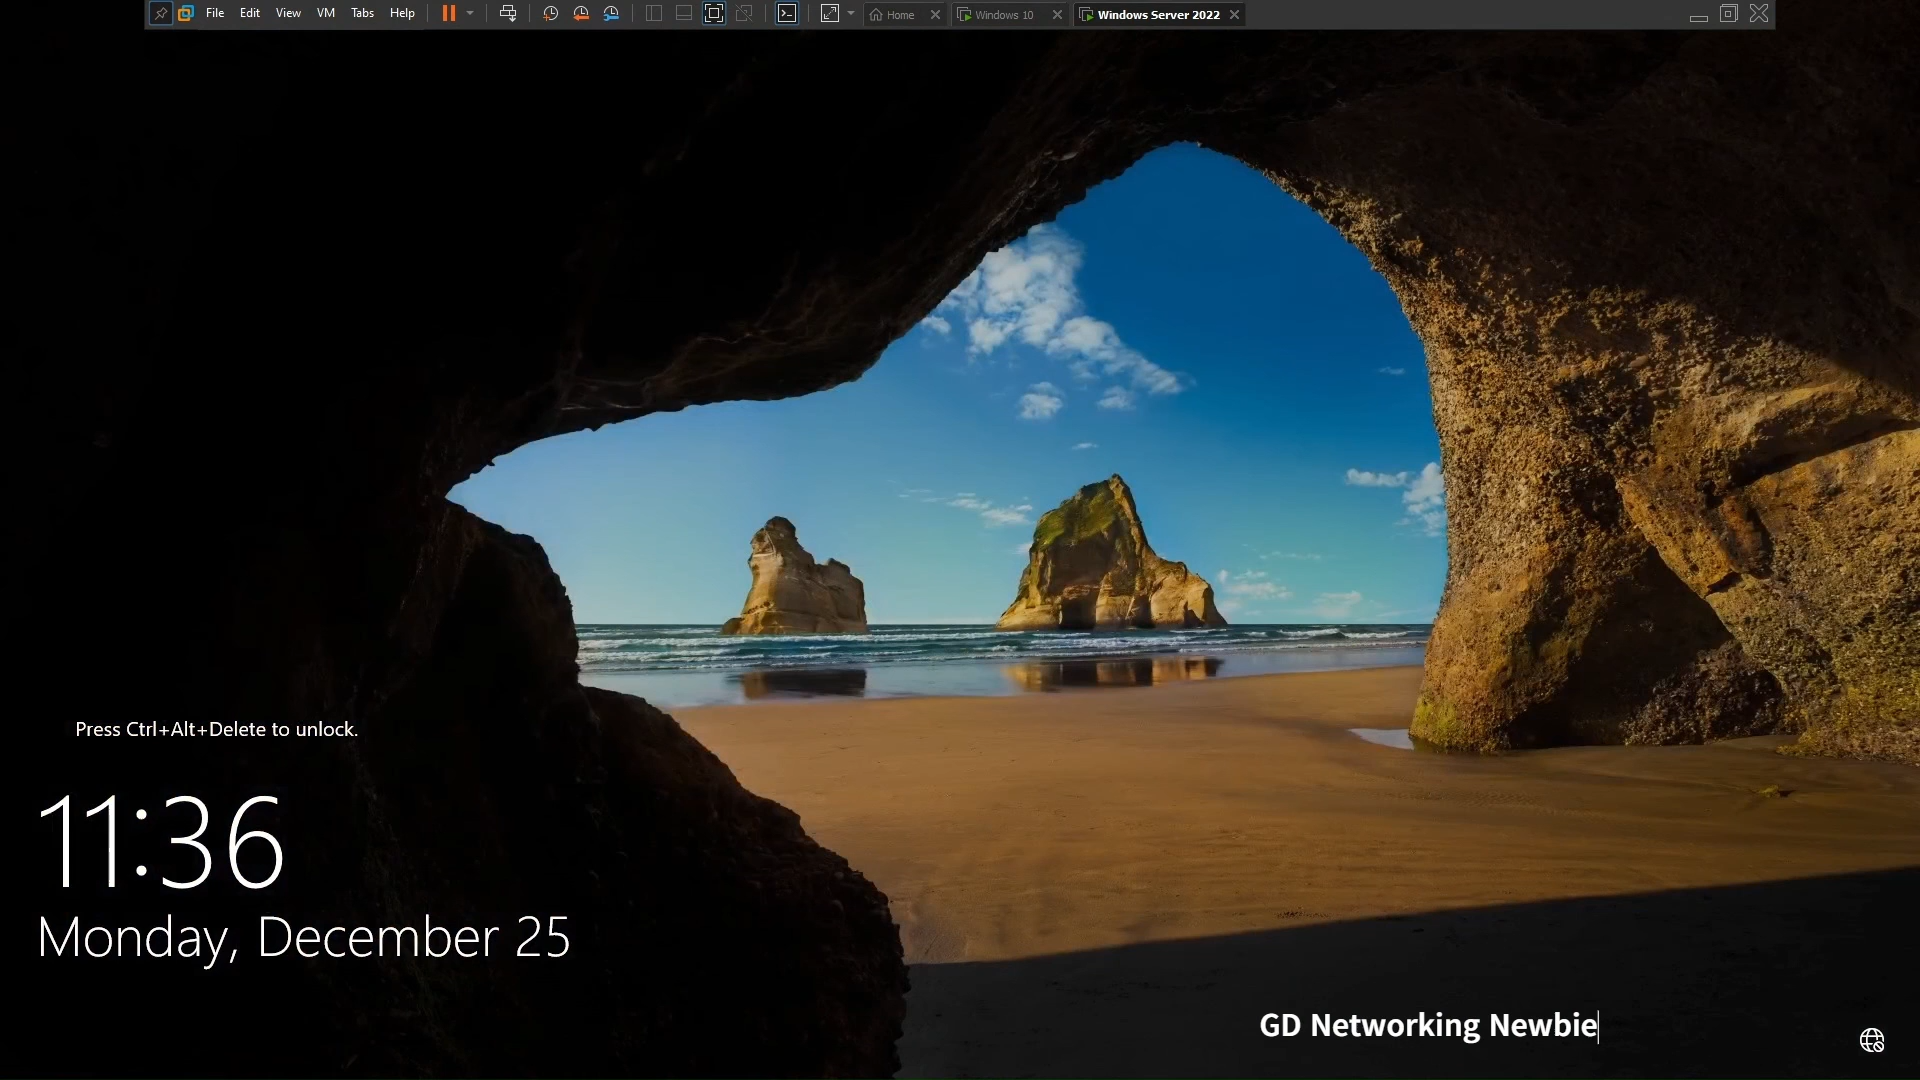 File Edit View VM Tabs Help Home Windows 10 Windows Server 2022
Press Ctrl+Alt+Delete to unlock.
11:36
Monday, December 25
GD Networking Newbie